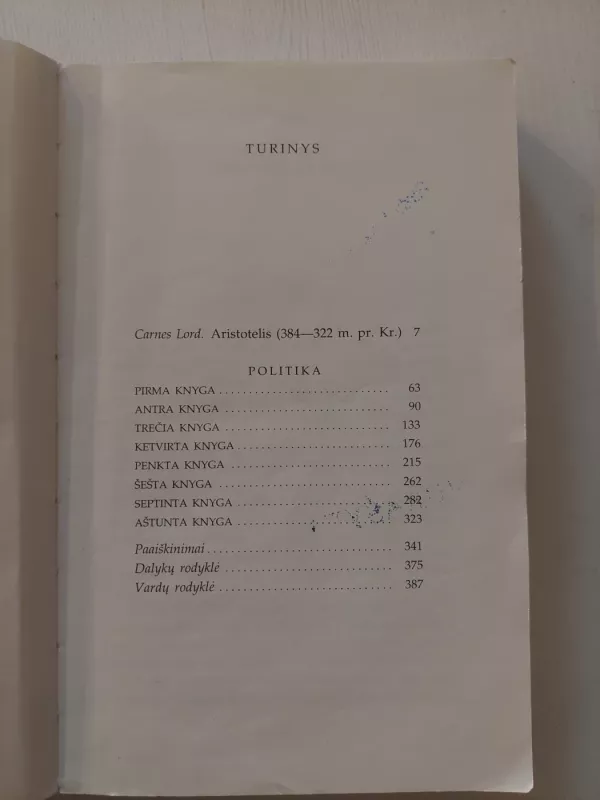 TURINYS
Carnes Lord. Aristotelis (384—322 m. pr. Kr.) 7
POLITIKA
PIRMA KNYGA ............................ 63
ANTRA KNYGA ........................... 90
TREČIA KNYGA .......................... 133
KETVIRTA KNYGA ........................ 176
PENKTA KNYGA ......................... 215
ŠEŠTA KNYGA ........................... 262
SEPTINTA KNYGA ........................ 282
AŠTUNTA KNYGA ........................ 323
Paaiškinimai ............................. 341
Dalykų rodyklė ........................... 375
Vardų rodyklė ............................ 387